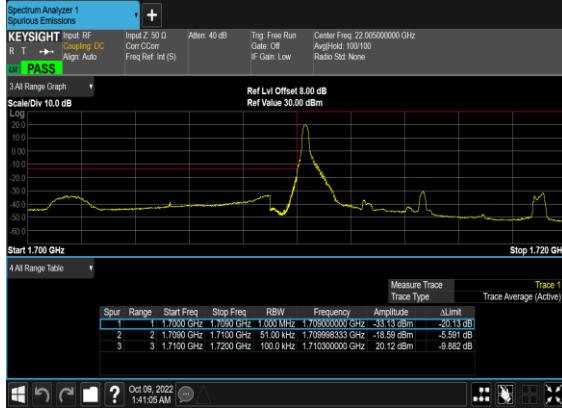 Spectrum Analyzer 1
Spurious Emissions
KEYSIGHT
R T
PASS
Input: RF
Coupling: DC
Align: Auto
Input Z: 50 Ω
Corr CCorr
Freq Ref: Int (S)
Atten: 40 dB
Trig: Free Run
Gate: Off
IF Gain: Low
Center Freq: 22.005000000 GHz
Avg|Hold: 100/100
Radio Std: None
3 All Range Graph
Scale/Div 10.0 dB
Ref Lvl Offset 8.00 dB
Ref Value 30.00 dBm
Log
20.0
10.0
0.00
-10.0
-20.0
-30.0
-40.0
-50.0
-60.0
Start 1.700 GHz
Stop 1.720 GH
4 All Range Table
Measure Trace Trace 1
Trace Type Trace Average (Active)
Spur Range Start Freq Stop Freq RBW Frequency Amplitude ΔLimit
1 1 1.7000 GHz 1.7090 GHz 1.000 MHz 1.709000000 GHz -33.13 dBm -20.13 dB
2 2 1.7090 GHz 1.7100 GHz 51.00 kHz 1.709998333 GHz -18.59 dBm -5.591 dB
3 3 1.7100 GHz 1.7200 GHz 100.0 kHz 1.710300000 GHz 20.12 dBm -9.882 dB
Oct 09, 2022
1:41:05 AM